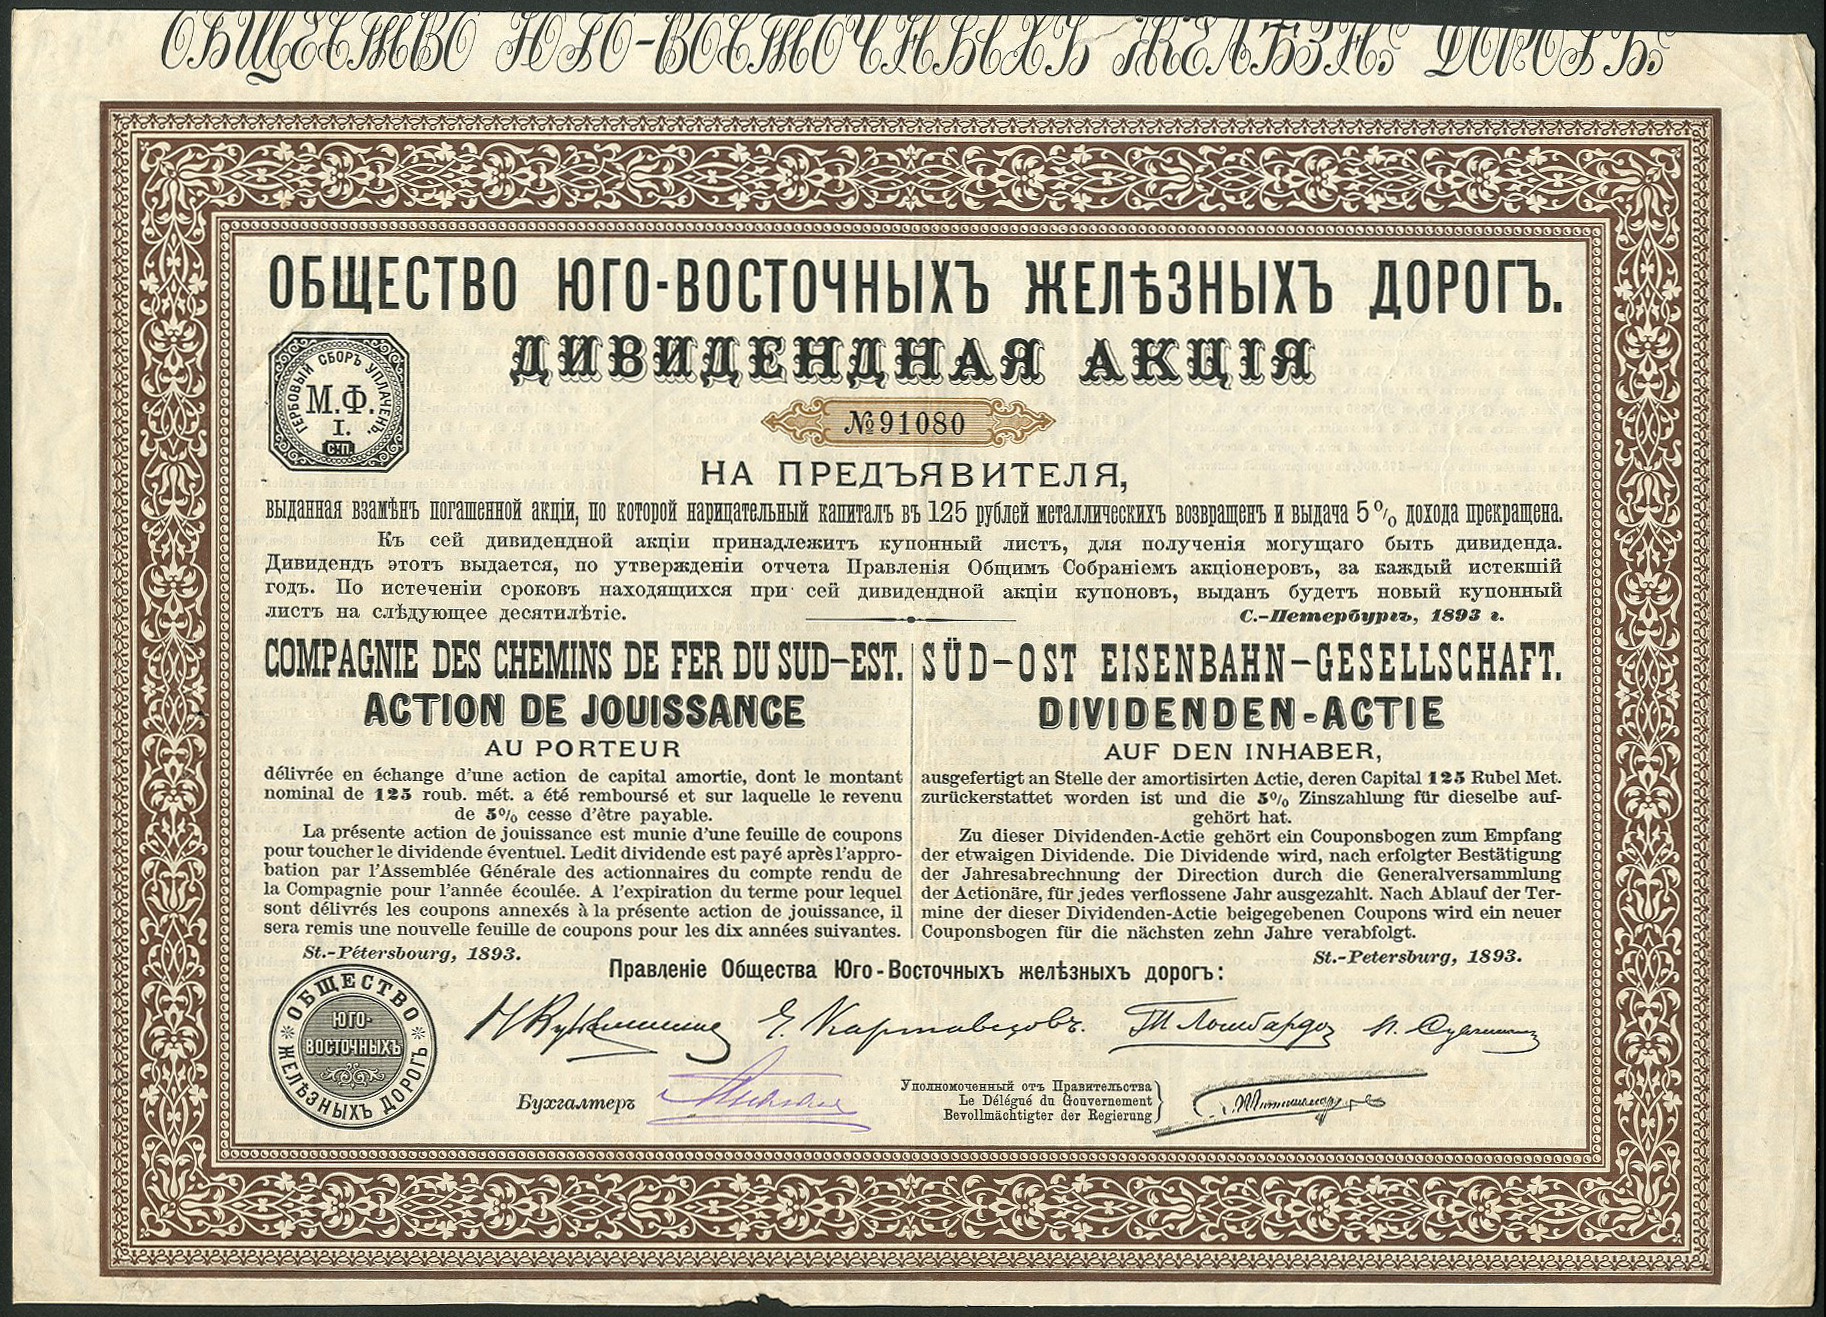 ОБЩЕСТВО ЮГО-ВОСТОЧНЫХЪ ЖЕЛѢЗН. ДОРОГЪ.
ОБЩЕСТВО ЮГО-ВОСТОЧНЫХЪ ЖЕЛѢЗНЫХЪ ДОРОГЪ.
ДИВИДЕНДНАЯ АКЦІЯ
ГЕРБОВЫЙ СБОРЪ УПЛАЧЕНЪ.
М.Ф.
I.
СЧП.
№ 91080
НА ПРЕДЪЯВИТЕЛЯ,
выданная взамѣнъ погашенной акціи, по которой нарицательный капиталъ въ 125 рублей металлическихъ возвращенъ и выдача 5% дохода прекращена.
Къ сей дивидендной акціи принадлежитъ купонный листъ, для полученія могущаго быть дивиденда.
Дивидендъ этотъ выдается, по утвержденіи отчета Правленія Общимъ Собраніемъ акціонеровъ, за каждый истекшій
годъ. По истеченіи сроковъ находящихся при сей дивидендной акціи купоновъ, выданъ будетъ новый купонный
листъ на слѣдующее десятилѣтіе.
С.-Петербургъ, 1893 г.
COMPAGNIE DES CHEMINS DE FER DU SUD-EST.
ACTION DE JOUISSANCE
AU PORTEUR
délivrée en échange d'une action de capital amortie, dont le montant
nominal de 125 roub. mét. a été remboursé et sur laquelle le revenu
de 5% cesse d'être payable.
La présente action de jouissance est munie d'une feuille de coupons
pour toucher le dividende éventuel. Ledit dividende est payé après l'appro-
bation par l'Assemblée Générale des actionnaires du compte rendu de
la Compagnie pour l'année écoulée. A l'expiration du terme pour lequel
sont délivrés les coupons annexés à la présente action de jouissance, il
sera remis une nouvelle feuille de coupons pour les dix années suivantes.
St.-Pétersbourg, 1893.
SÜD-OST EISENBAHN-GESELLSCHAFT.
DIVIDENDEN-ACTIE
AUF DEN INHABER,
ausgefertigt an Stelle der amortisirten Actie, deren Capital 125 Rubel Met.
zurückerstattet worden ist und die 5% Zinszahlung für dieselbe auf-
gehört hat.
Zu dieser Dividenden-Actie gehört ein Couponsbogen zum Empfang
der etwaigen Dividende. Die Dividende wird, nach erfolgter Bestätigung
der Jahresabrechnung der Direction durch die Generalversammlung
der Actionäre, für jedes verflossene Jahr ausgezahlt. Nach Ablauf der Ter-
mine der dieser Dividenden-Actie beigegebenen Coupons wird ein neuer
Couponsbogen für die nächsten zehn Jahre verabfolgt.
St.-Petersburg, 1893.
Правленіе Общества Юго-Восточныхъ желѣзныхъ дорогъ:
ОБЩЕСТВО
ЮГО-
ВОСТОЧНЫХЪ
ЖЕЛѢЗНЫХЪ ДОРОГЪ
Е. Картавцовъ.
Бухгалтеръ
Уполномоченный отъ Правительства
Le Délégué du Gouvernement
Bevollmächtigter der Regierung